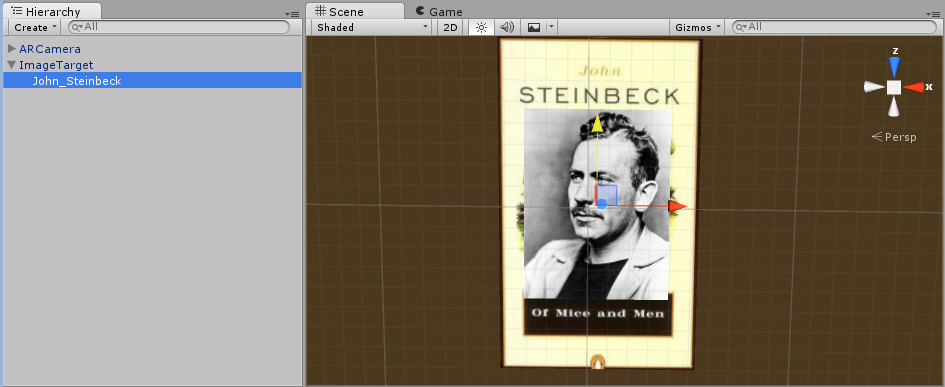 Hierarchy
Create
All
ARCamera
ImageTarget
John_Steinbeck
Scene
Game
Shaded
2D
Gizmos
All
z
x
Persp
John
STEINBECK
Of Mice and Men